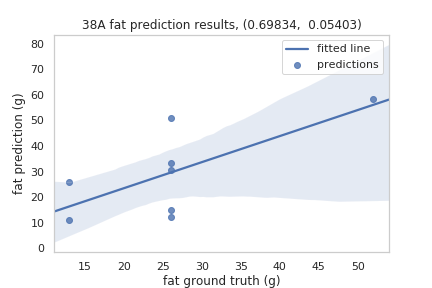 38A fat prediction results, (0.69834,  0.05403)
fitted line
predictions
fat prediction (g)
80
70
60
50
40
30
20
10
0
15 20 25 30 35 40 45 50
fat ground truth (g)